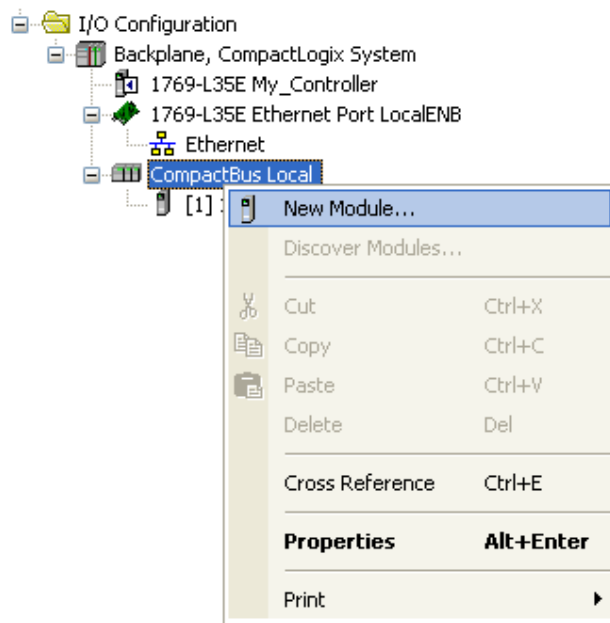 I/O Configuration
Backplane, CompactLogix System
1769-L35E My_Controller
1769-L35E Ethernet Port LocalENB
Ethernet
CompactBus Local
[1]
New Module...
Discover Modules...
Cut Ctrl+X
Copy Ctrl+C
Paste Ctrl+V
Delete Del
Cross Reference Ctrl+E
Properties Alt+Enter
Print